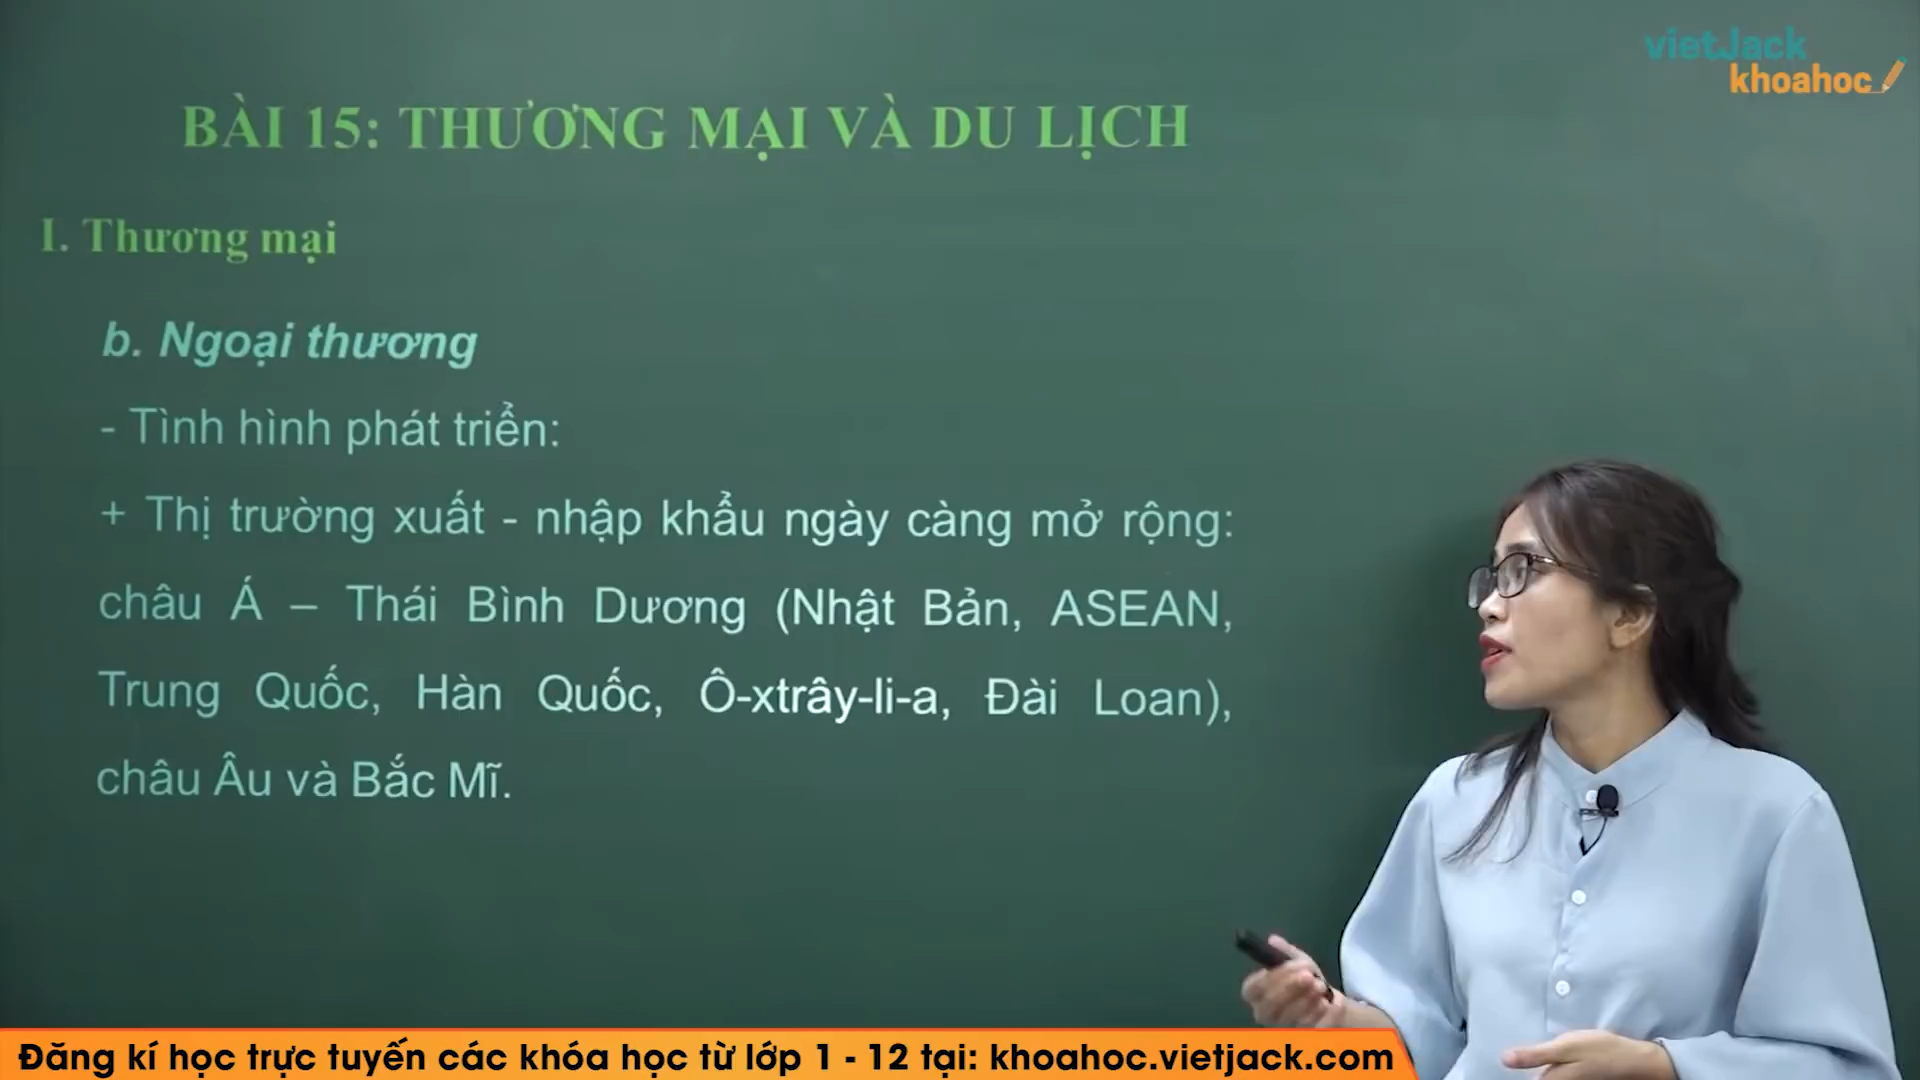 vietJack
khoahoc
BÀI 15: THƯƠNG MẠI VÀ DU LỊCH
I. Thương mại
b. Ngoại thương
- Tình hình phát triển:
+ Thị trường xuất - nhập khẩu ngày càng mở rộng:
châu Á – Thái Bình Dương (Nhật Bản, ASEAN,
Trung Quốc, Hàn Quốc, Ô-xtrây-li-a, Đài Loan),
châu Âu và Bắc Mĩ.
Đăng kí học trực tuyến các khóa học từ lớp 1 - 12 tại: khoahoc.vietjack.com